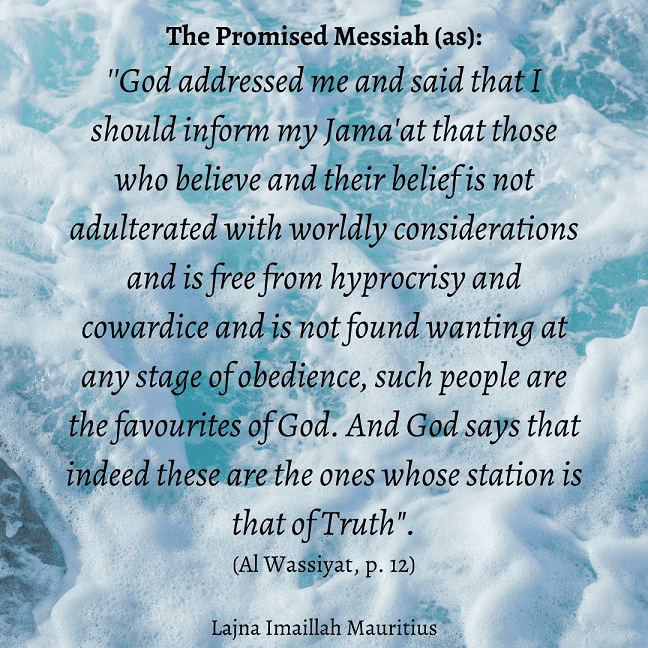 The Promised Messiah (as):
"God addressed me and said that I
should inform my Jama'at that those
who believe and their belief is not
adulterated with worldly considerations
and is free from hyprocrisy and
cowardice and is not found wanting at
any stage of obedience, such people are
the favourites of God. And God says that
indeed these are the ones whose station is
that of Truth".
(Al Wassiyat, p. 12)
Lajna Imaillah Mauritius